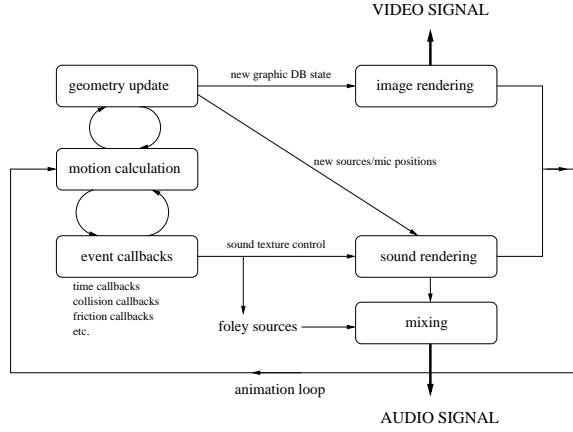 VIDEO SIGNAL
geometry update
new graphic DB state
image rendering
new sources/mic positions
motion calculation
event callbacks
sound texture control
sound rendering
time callbacks
collision callbacks
friction callbacks
etc.
foley sources
mixing
animation loop
AUDIO SIGNAL